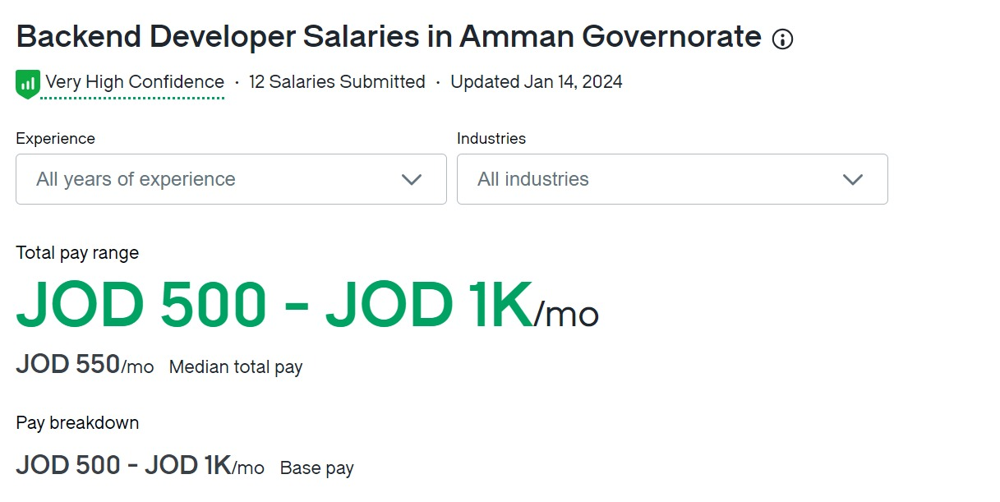 Backend Developer Salaries in Amman Governorate
Very High Confidence · 12 Salaries Submitted · Updated Jan 14, 2024
Experience
Industries
All years of experience
All industries
Total pay range
JOD 500 - JOD 1K/mo
JOD 550/mo Median total pay
Pay breakdown
JOD 500 - JOD 1K/mo Base pay